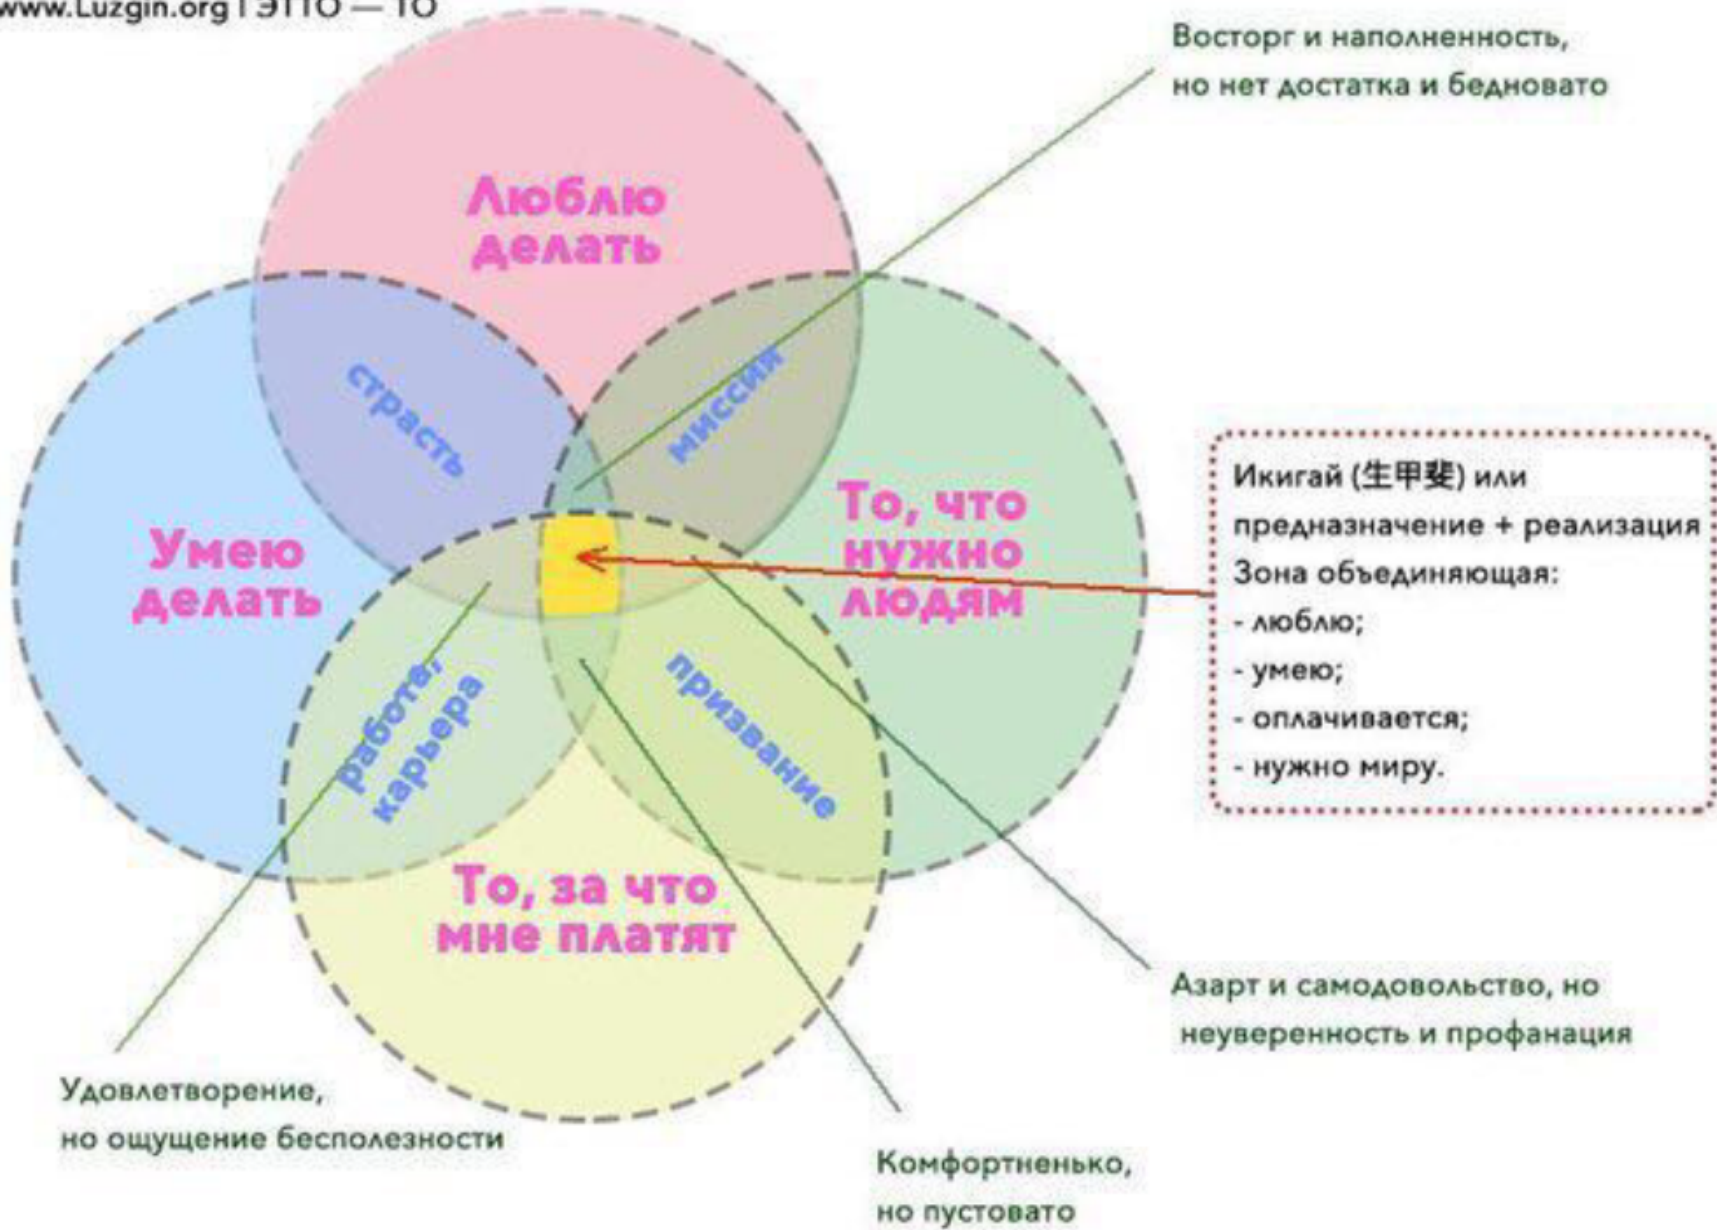 www.Luzgin.org | ЭТТО — ТО
Восторг и наполненность,
но нет достатка и бедновато
Люблю
делать
страсть
миссия
Умею
делать
То, что
нужно
людям
Икигай (生甲斐) или
предназначение + реализация
Зона объединяющая:
- люблю;
- умею;
- оплачивается;
- нужно миру.
работа,
карьера
призвание
То, за что
мне платят
Азарт и самодовольство, но
неуверенность и профанация
Удовлетворение,
но ощущение бесполезности
Комфортненько,
но пустовато